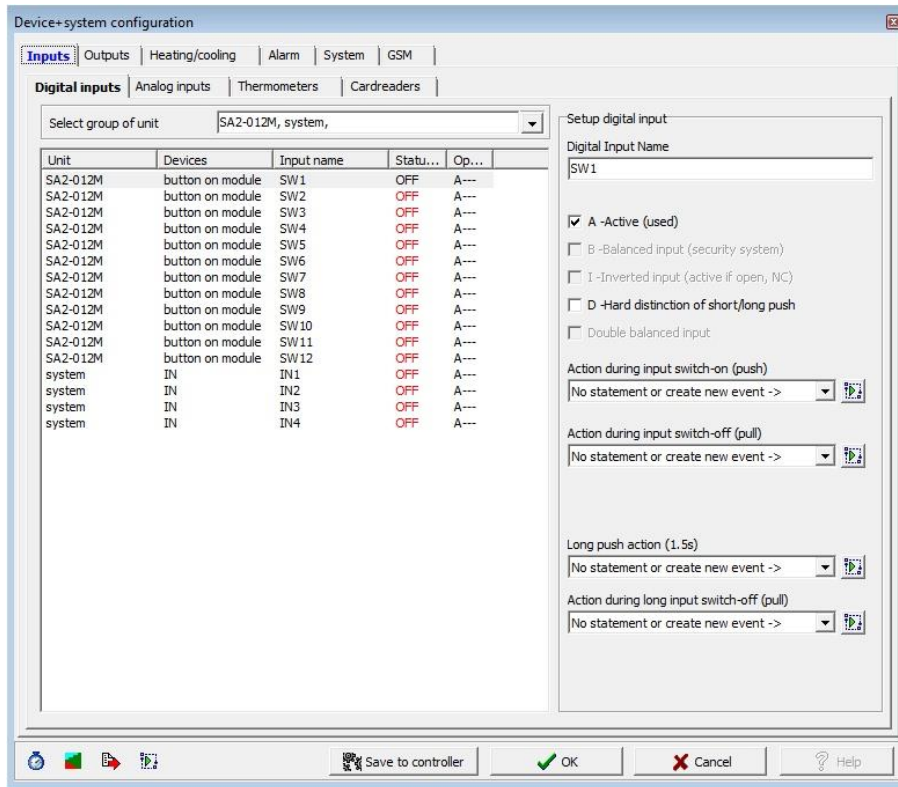 Device+system configuration
Inputs Outputs Heating/cooling Alarm System GSM
Digital inputs Analog inputs Thermometers Cardreaders
Select group of unit SA2-012M, system,
Unit Devices Input name Statu... Op...
SA2-012M button on module SW1 OFF A---
SA2-012M button on module SW2 OFF A---
SA2-012M button on module SW3 OFF A---
SA2-012M button on module SW4 OFF A---
SA2-012M button on module SW5 OFF A---
SA2-012M button on module SW6 OFF A---
SA2-012M button on module SW7 OFF A---
SA2-012M button on module SW8 OFF A---
SA2-012M button on module SW9 OFF A---
SA2-012M button on module SW10 OFF A---
SA2-012M button on module SW11 OFF A---
SA2-012M button on module SW12 OFF A---
system IN IN1 OFF A---
system IN IN2 OFF A---
system IN IN3 OFF A---
system IN IN4 OFF A---
Setup digital input
Digital Input Name
SW1
A -Active (used)
B -Balanced input (security system)
I -Inverted input (active if open, NC)
D -Hard distinction of short/long push
Double balanced input
Action during input switch-on (push)
No statement or create new event ->
Action during input switch-off (pull)
No statement or create new event ->
Long push action (1.5s)
No statement or create new event ->
Action during long input switch-off (pull)
No statement or create new event ->
Save to controller OK Cancel Help